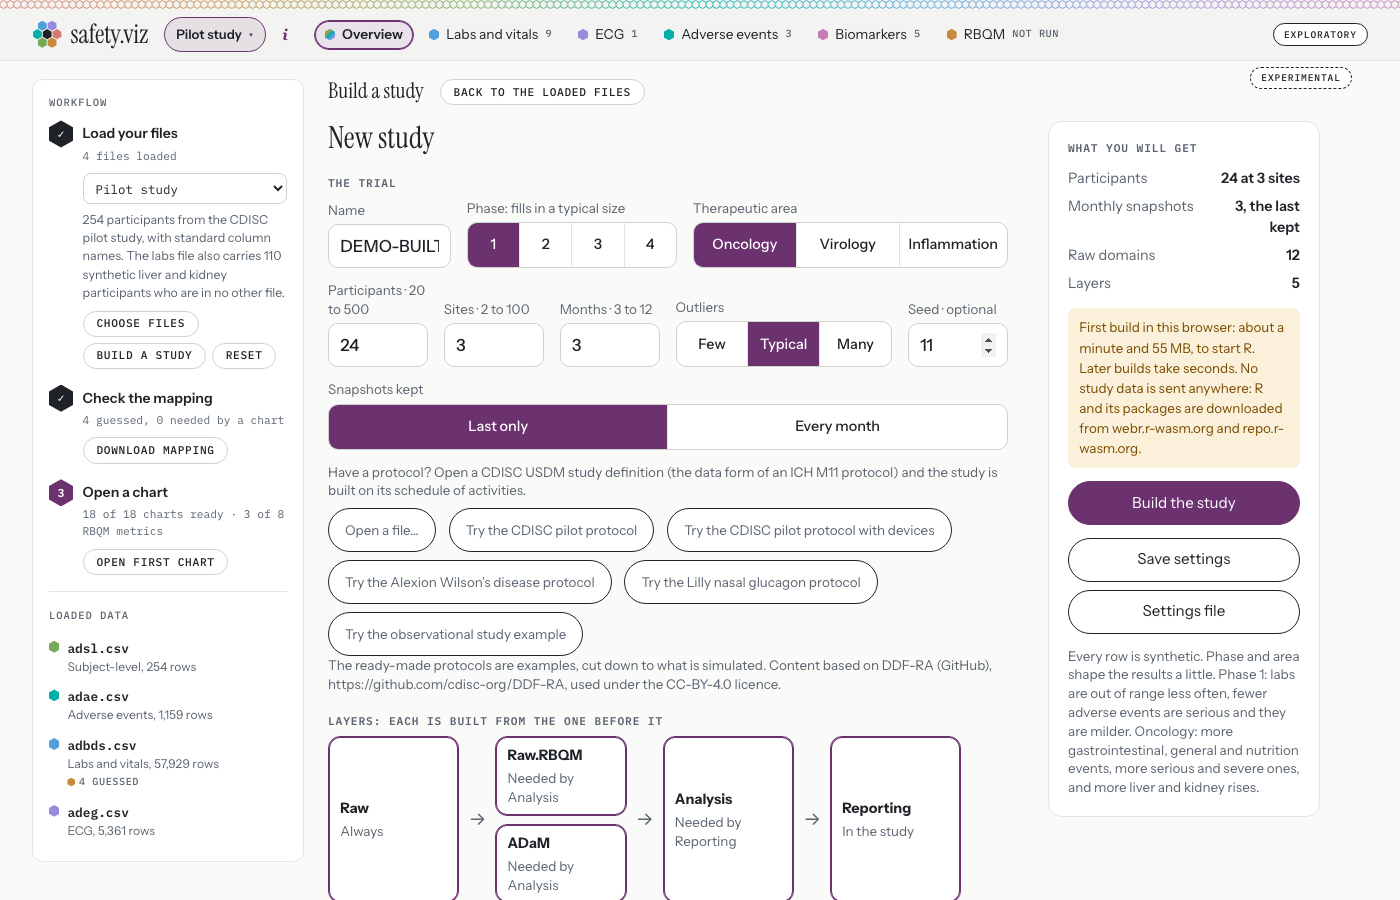 safety.viz
Pilot study
i
Overview
Labs and vitals 9
ECG 1
Adverse events 3
Biomarkers 5
RBQM NOT RUN
EXPLORATORY
EXPERIMENTAL
WORKFLOW
✓ Load your files
4 files loaded
Pilot study
254 participants from the CDISC
pilot study, with standard column
names. The labs file also carries 110
synthetic liver and kidney
participants who are in no other file.
CHOOSE FILES
BUILD A STUDY
RESET
✓ Check the mapping
4 guessed, 0 needed by a chart
DOWNLOAD MAPPING
3 Open a chart
18 of 18 charts ready · 3 of 8
RBQM metrics
OPEN FIRST CHART
LOADED DATA
adsl.csv
Subject-level, 254 rows
adae.csv
Adverse events, 1,159 rows
adbds.csv
Labs and vitals, 57,929 rows
4 GUESSED
adeg.csv
ECG, 5,361 rows
Build a study
BACK TO THE LOADED FILES
New study
THE TRIAL
Name
DEMO-BUILT
Phase: fills in a typical size
1 2 3 4
Therapeutic area
Oncology Virology Inflammation
Participants · 20
to 500
24
Sites · 2 to 100
3
Months · 3 to 12
3
Outliers
Few Typical Many
Seed · optional
11
Snapshots kept
Last only Every month
Have a protocol? Open a CDISC USDM study definition (the data form of an ICH M11 protocol) and the study is
built on its schedule of activities.
Open a file...
Try the CDISC pilot protocol
Try the CDISC pilot protocol with devices
Try the Alexion Wilson's disease protocol
Try the Lilly nasal glucagon protocol
Try the observational study example
The ready-made protocols are examples, cut down to what is simulated. Content based on DDF-RA (GitHub),
https://github.com/cdisc-org/DDF-RA, used under the CC-BY-4.0 licence.
LAYERS: EACH IS BUILT FROM THE ONE BEFORE IT
Raw
Always
→
Raw.RBQM
Needed by
Analysis
ADaM
Needed by
Analysis
→
Analysis
Needed by
Reporting
→
Reporting
In the study
WHAT YOU WILL GET
Participants 24 at 3 sites
Monthly snapshots 3, the last
kept
Raw domains 12
Layers 5
First build in this browser: about a
minute and 55 MB, to start R.
Later builds take seconds. No
study data is sent anywhere: R
and its packages are downloaded
from webr.r-wasm.org and repo.r-
wasm.org.
Build the study
Save settings
Settings file
Every row is synthetic. Phase and area
shape the results a little. Phase 1: labs
are out of range less often, fewer
adverse events are serious and they
are milder. Oncology: more
gastrointestinal, general and nutrition
events, more serious and severe ones,
and more liver and kidney rises.